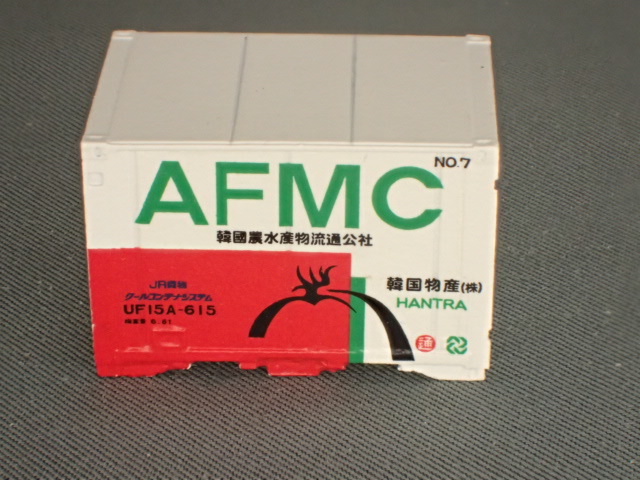 NO.7
AFMC
韓國農水産物流通公社
JR貨物
クールコンテナシステム
UF15A-615
韓国物産(株)
HANTRA
通